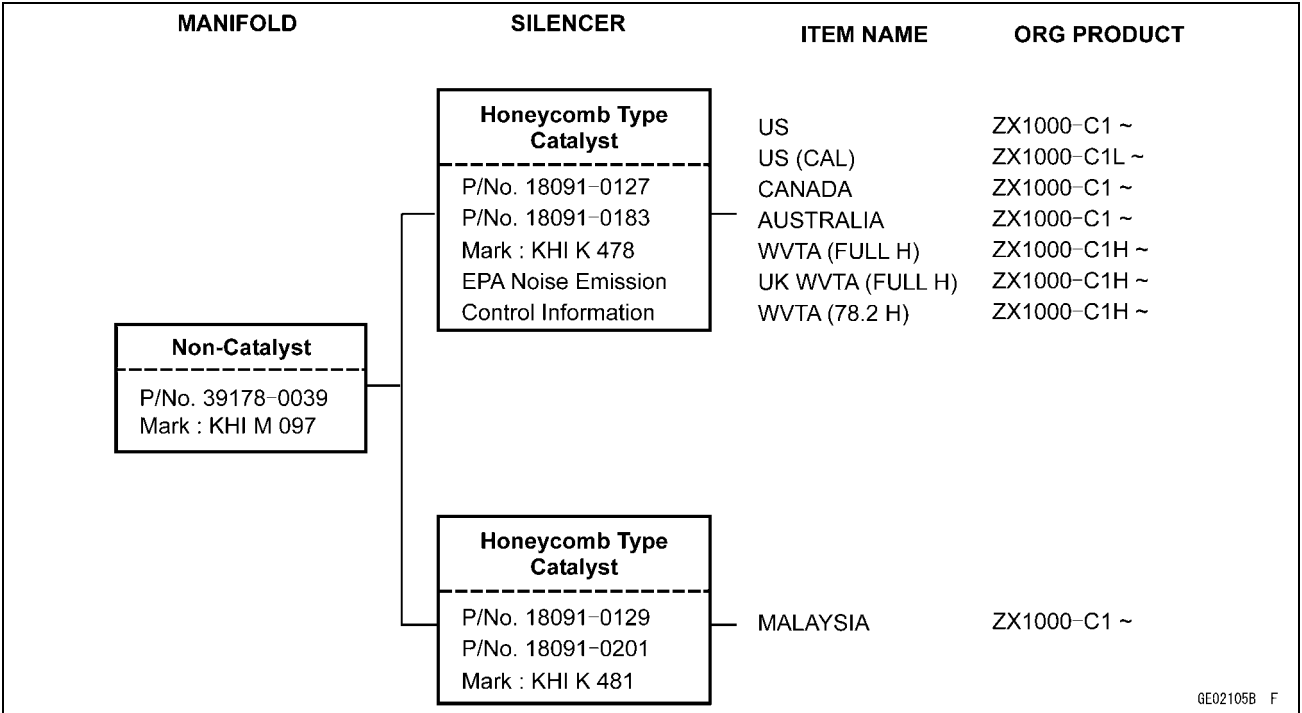 MANIFOLD
SILENCER
ITEM NAME
ORG PRODUCT
Honeycomb Type
Catalyst
P/No. 18091-0127
P/No. 18091-0183
Mark : KHI K 478
EPA Noise Emission
Control Information
US ZX1000-C1 ~
US (CAL) ZX1000-C1L ~
CANADA ZX1000-C1 ~
AUSTRALIA ZX1000-C1 ~
WVTA (FULL H) ZX1000-C1H ~
UK WVTA (FULL H) ZX1000-C1H ~
WVTA (78.2 H) ZX1000-C1H ~
Non-Catalyst
P/No. 39178-0039
Mark : KHI M 097
Honeycomb Type
Catalyst
P/No. 18091-0129
P/No. 18091-0201
Mark : KHI K 481
MALAYSIA ZX1000-C1 ~
GE02105B F